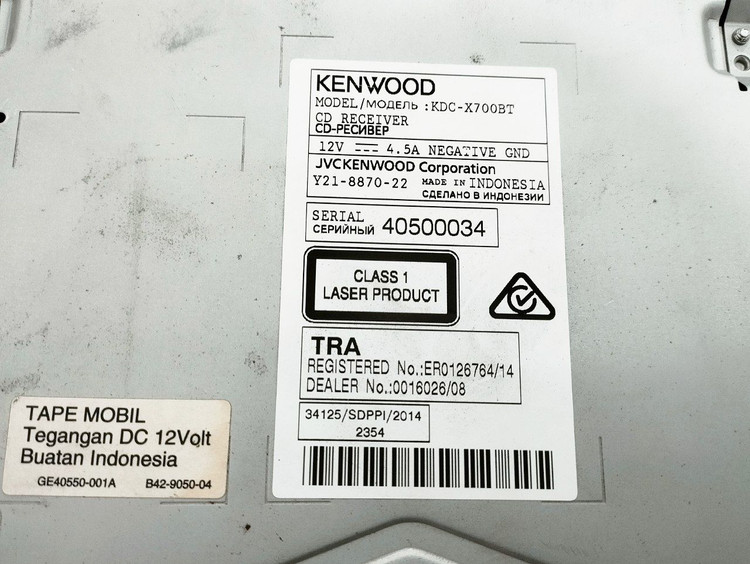 KENWOOD
MODEL/МОДЕЛЬ :KDC-X700BT
CD RECEIVER
CD-РЕСИВЕР
12V ⎓ 4.5A NEGATIVE GND
JVCKENWOOD Corporation
Y21-8870-22 MADE IN INDONESIA
СДЕЛАНО В ИНДОНЕЗИИ
SERIAL
СЕРИЙНЫЙ 40500034
CLASS 1
LASER PRODUCT
TRA
REGISTERED No.:ER0126764/14
DEALER No.:0016026/08
34125/SDPPI/2014
2354
TAPE MOBIL
Tegangan DC 12Volt
Buatan Indonesia
GE40550-001A B42-9050-04